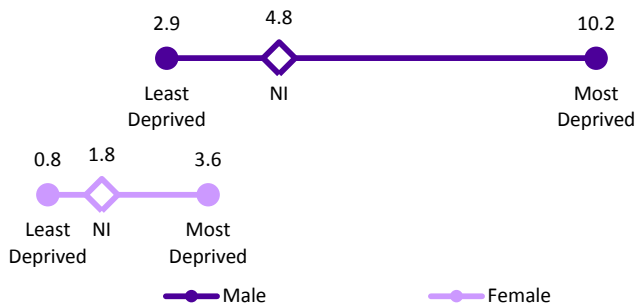 2.9 4.8 10.2
Least NI Most
Deprived Deprived
0.8 1.8 3.6
Least NI Most
Deprived Deprived
Male Female